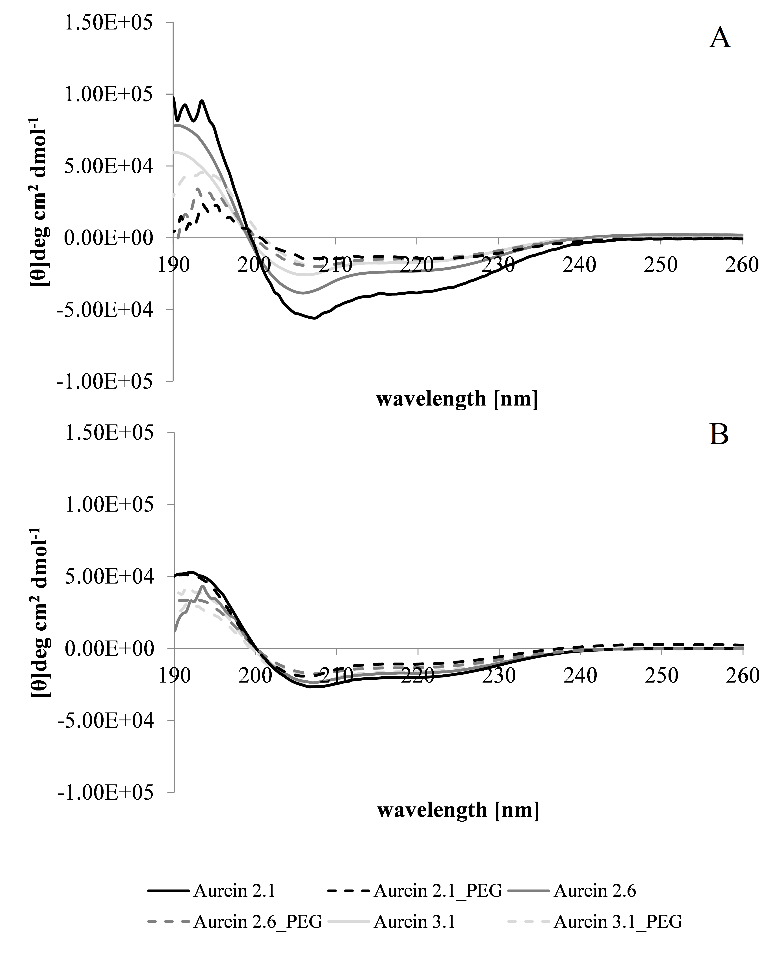 1.50E+05
A
1.00E+05
5.00E+04
0.00E+00
190 200 210 220 230 240 250 260
-5.00E+04
-1.00E+05
[θ]deg cm² dmol⁻¹
wavelength [nm]
1.50E+05
B
1.00E+05
5.00E+04
0.00E+00
190 200 210 220 230 240 250 260
-5.00E+04
-1.00E+05
[θ]deg cm² dmol⁻¹
wavelength [nm]
Aurein 2.1 Aurein 2.1_PEG Aurein 2.6
Aurein 2.6_PEG Aurein 3.1 Aurein 3.1_PEG